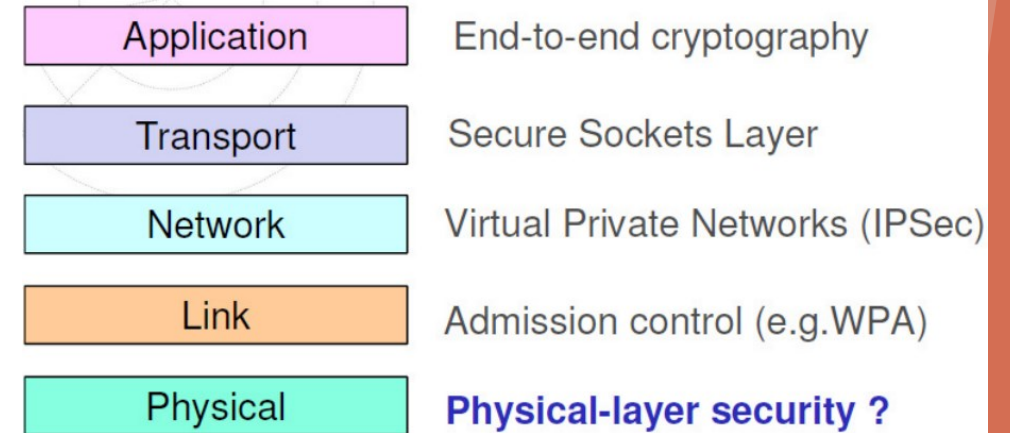 Application End-to-end cryptography
Transport Secure Sockets Layer
Network Virtual Private Networks (IPSec)
Link Admission control (e.g.WPA)
Physical Physical-layer security ?